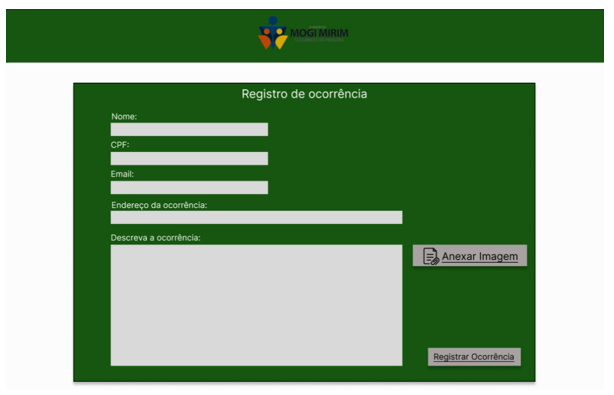 MOGI MIRIM
Registro de ocorrência
Nome:
CPF:
Email:
Endereço da ocorrência:
Descreva a ocorrência:
Anexar Imagem
Registrar Ocorrência